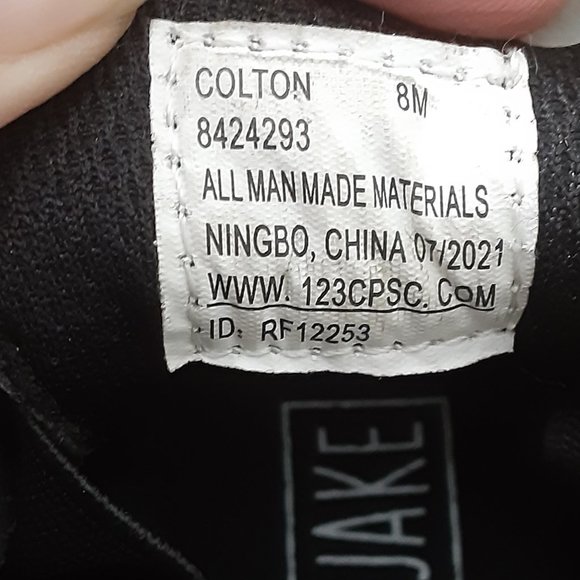 COLTON 8M
8424293
ALL MAN MADE MATERIALS
NINGBO, CHINA 07/2021
WWW. 123CPSC. COM
ID: RF12253
JAKE